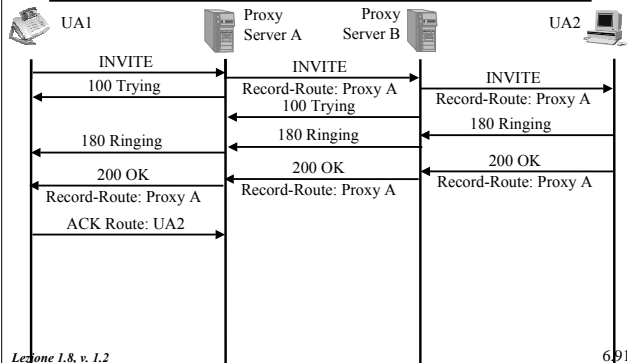 UA1
Proxy
Server A
Proxy
Server B
UA2
INVITE
INVITE
INVITE
100 Trying
Record-Route: Proxy A
Record-Route: Proxy A
100 Trying
180 Ringing
180 Ringing
180 Ringing
200 OK
200 OK
200 OK
Record-Route: Proxy A
Record-Route: Proxy A
Record-Route: Proxy A
ACK Route: UA2
Lezione 1.8, v. 1.2
6.91